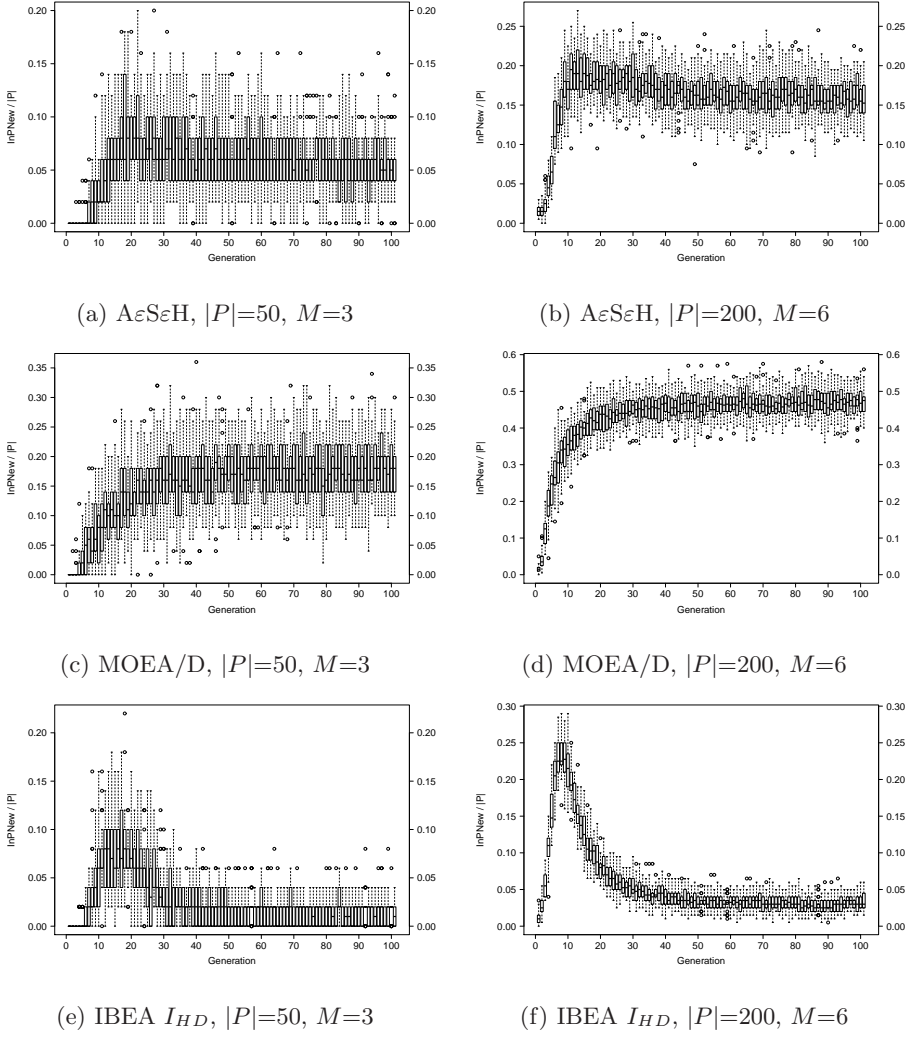 0.20 0.20
0.15 0.15
0.10 0.10
0.05 0.05
0.00 0.00
InPNew / |P|
0 10 20 30 40 50 60 70 80 90 100
Generation
(a) AεSεH, |P|=50, M=3
0.25 0.25
0.20 0.20
0.15 0.15
0.10 0.10
0.05 0.05
0.00 0.00
InPNew / |P|
0 10 20 30 40 50 60 70 80 90 100
Generation
(b) AεSεH, |P|=200, M=6
0.35 0.35
0.30 0.30
0.25 0.25
0.20 0.20
0.15 0.15
0.10 0.10
0.05 0.05
0.00 0.00
InPNew / |P|
0 10 20 30 40 50 60 70 80 90 100
Generation
(c) MOEA/D, |P|=50, M=3
0.6 0.6
0.5 0.5
0.4 0.4
0.3 0.3
0.2 0.2
0.1 0.1
0.0 0.0
InPNew / |P|
0 10 20 30 40 50 60 70 80 90 100
Generation
(d) MOEA/D, |P|=200, M=6
0.20 0.20
0.15 0.15
0.10 0.10
0.05 0.05
0.00 0.00
InPNew / |P|
0 10 20 30 40 50 60 70 80 90 100
Generation
(e) IBEA I_HD, |P|=50, M=3
0.30 0.30
0.25 0.25
0.20 0.20
0.15 0.15
0.10 0.10
0.05 0.05
0.00 0.00
InPNew / |P|
0 10 20 30 40 50 60 70 80 90 100
Generation
(f) IBEA I_HD, |P|=200, M=6